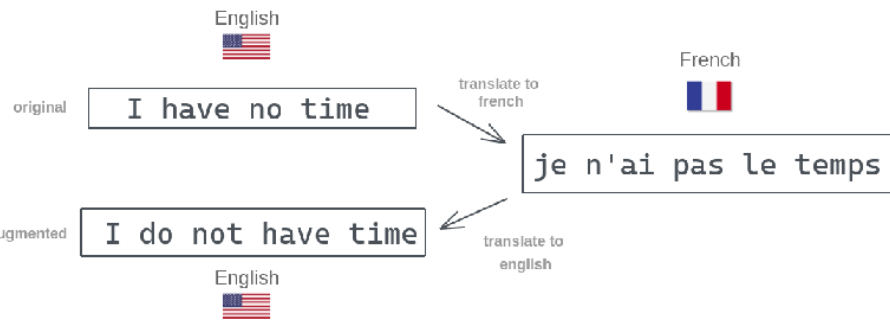 English
French
original
I have no time
translate to
french
je n'ai pas le temps
ugmented
I do not have time
translate to
english
English